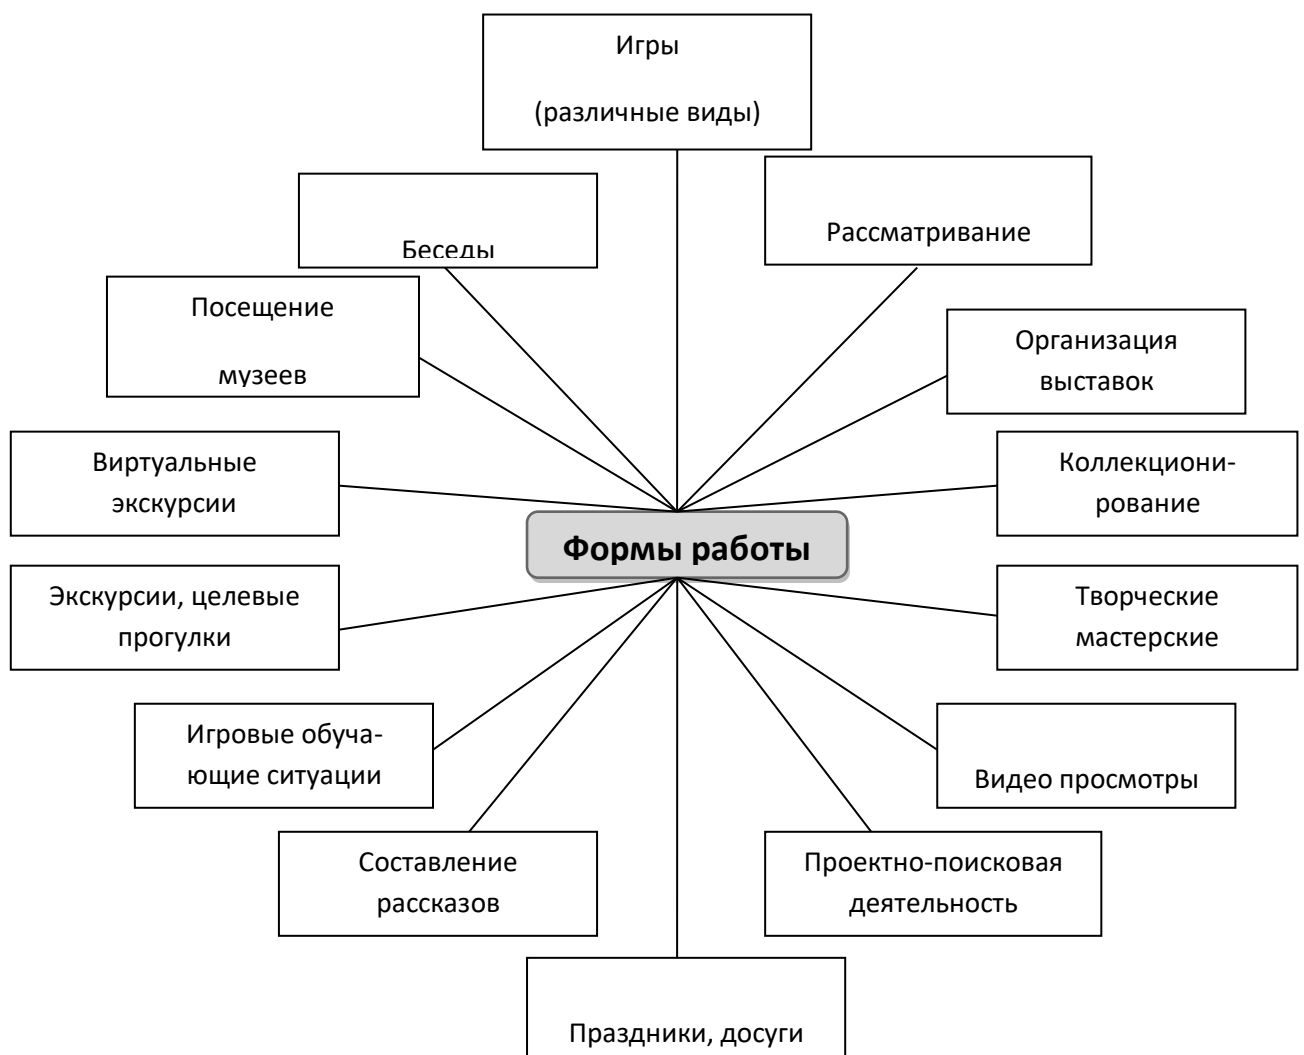 Игры
(различные виды)
Рассматривание
Беседы
Посещение
музеев
Организация
выставок
Виртуальные
экскурсии
Коллекциони-
рование
Формы работы
Экскурсии, целевые
прогулки
Творческие
мастерские
Игровые обуча-
ющие ситуации
Видео просмотры
Составление
рассказов
Проектно-поисковая
деятельность
Праздники, досуги